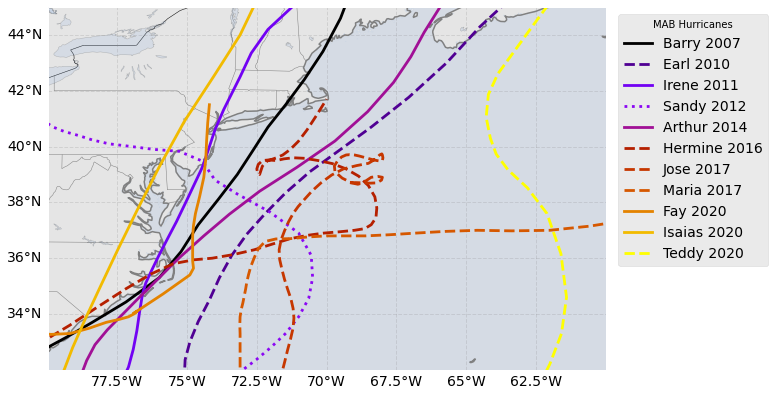 MAB Hurricanes
Barry 2007
Earl 2010
Irene 2011
Sandy 2012
Arthur 2014
Hermine 2016
Jose 2017
Maria 2017
Fay 2020
Isaias 2020
Teddy 2020
44°N
42°N
40°N
38°N
36°N
34°N
77.5°W 75°W 72.5°W 70°W 67.5°W 65°W 62.5°W